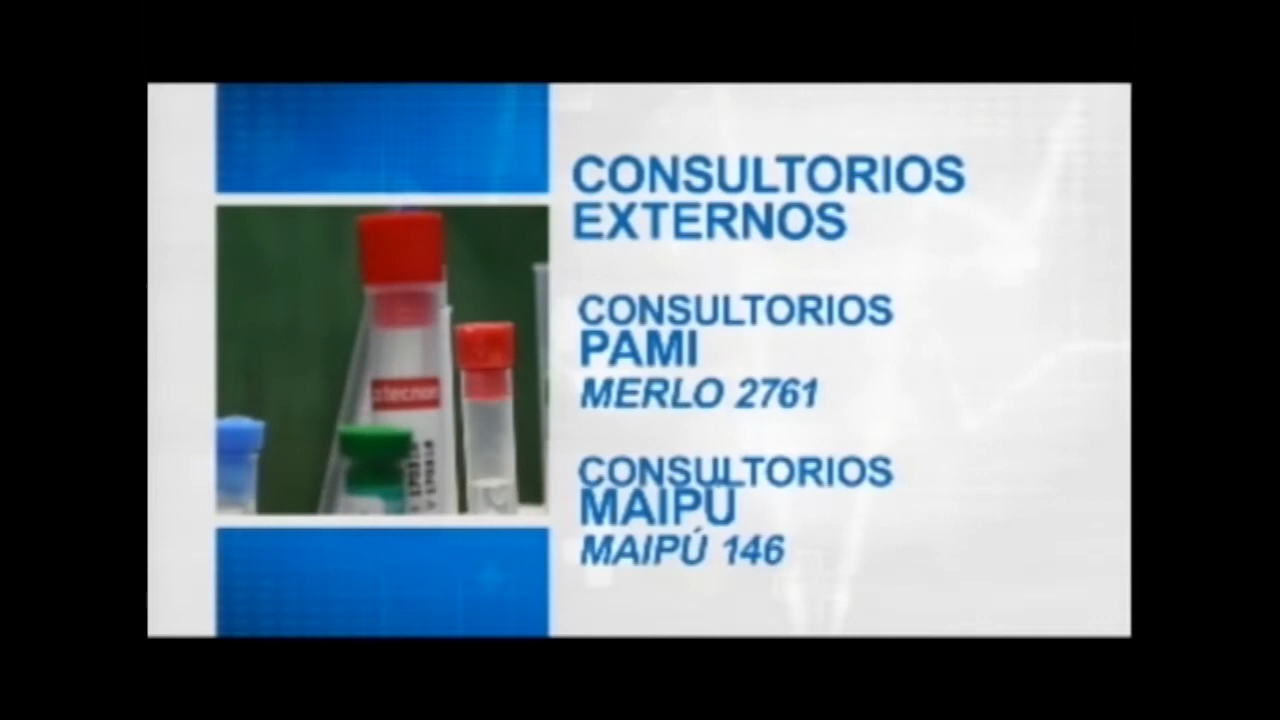 CONSULTORIOS
EXTERNOS
CONSULTORIOS
PAMI
MERLO 2761
CONSULTORIOS
MAIPÚ
MAIPÚ 146